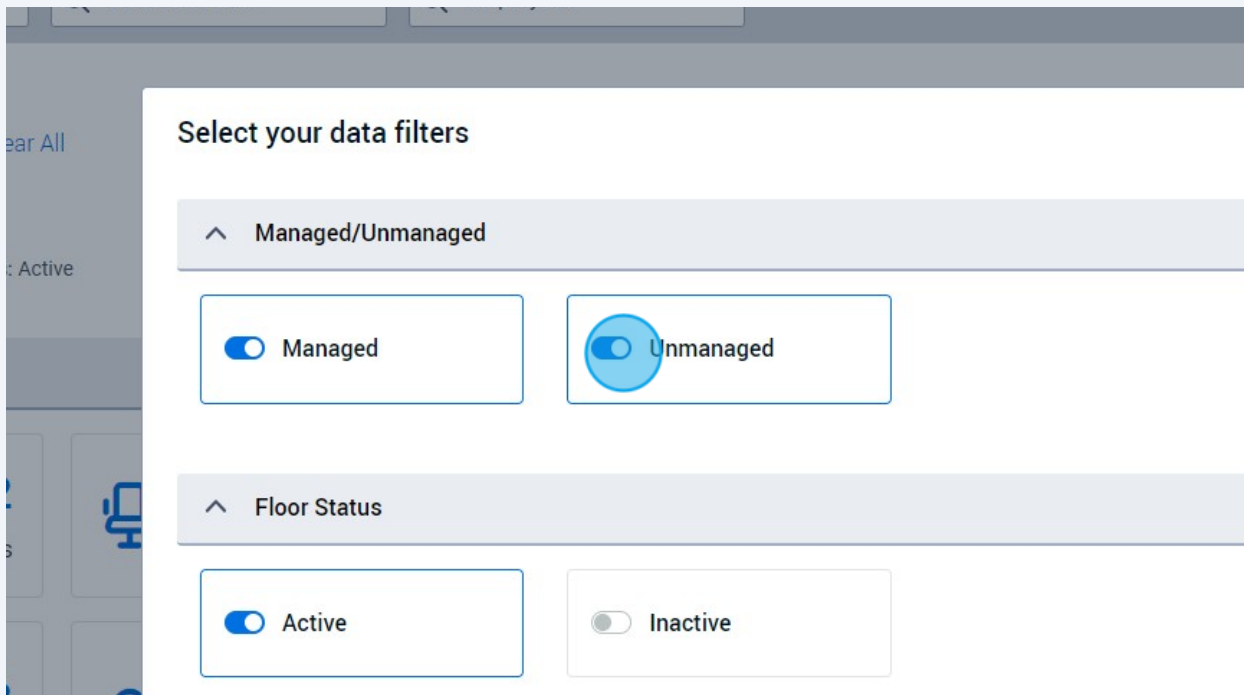 Select your data filters
ear All
Managed/Unmanaged
: Active
Managed
Unmanaged
Floor Status
Active
Inactive